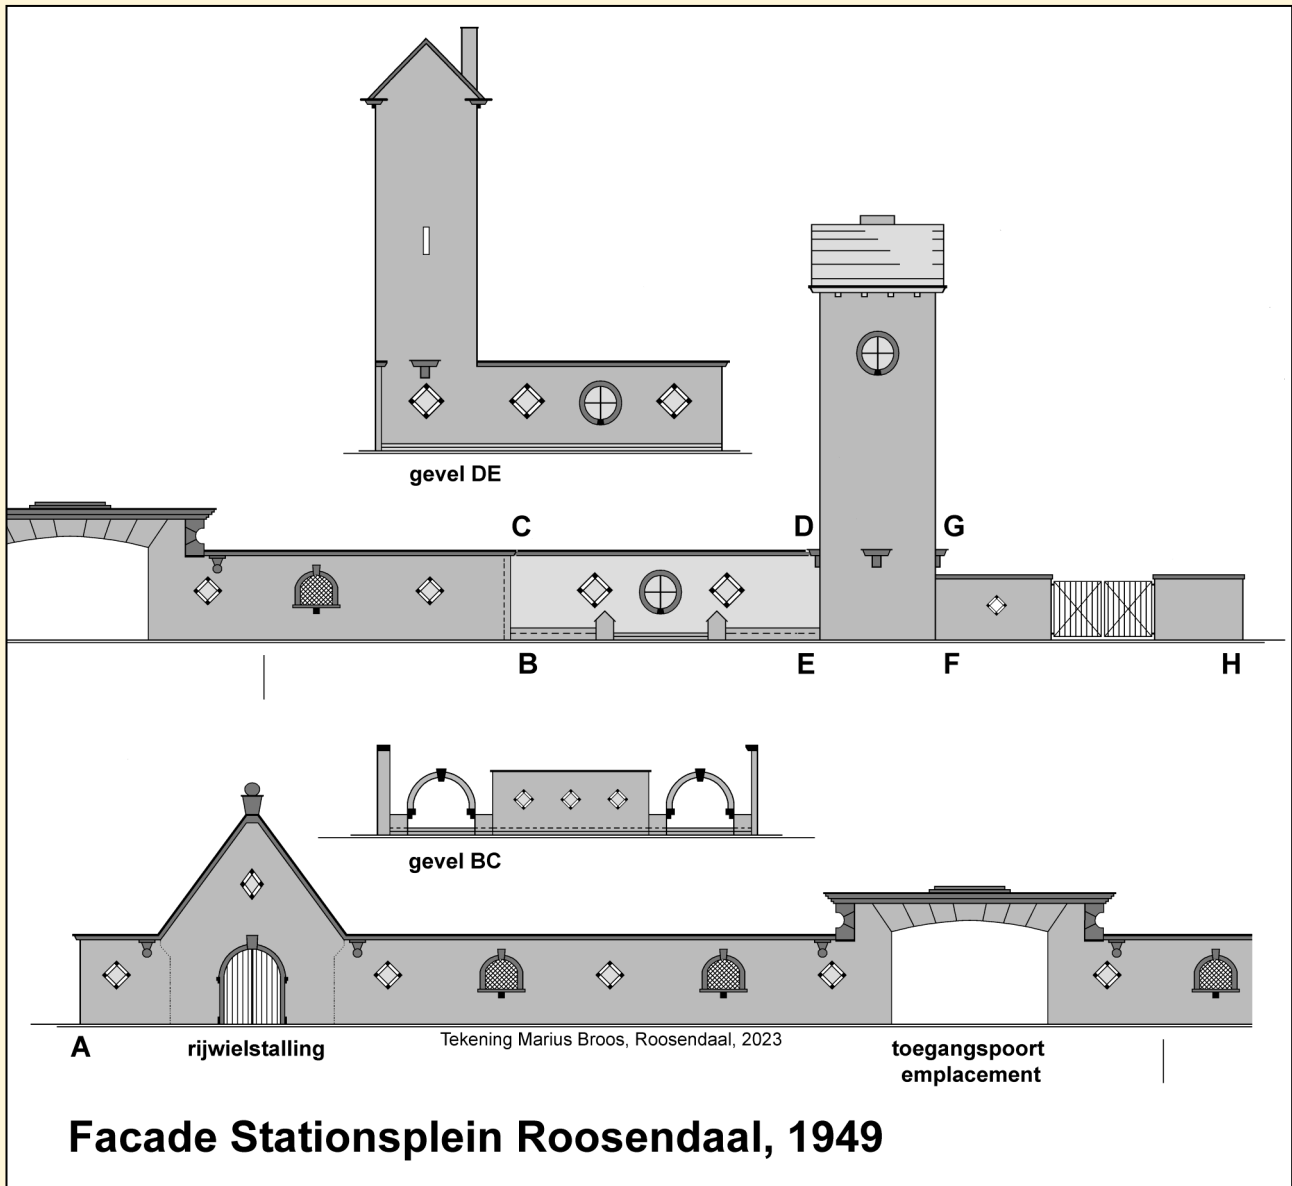 gevel DE
C
D
G
B
E
F
H
gevel BC
A
rijwielstalling
Tekening Marius Broos, Roosendaal, 2023
toegangspoort
emplacement
Facade Stationsplein Roosendaal, 1949